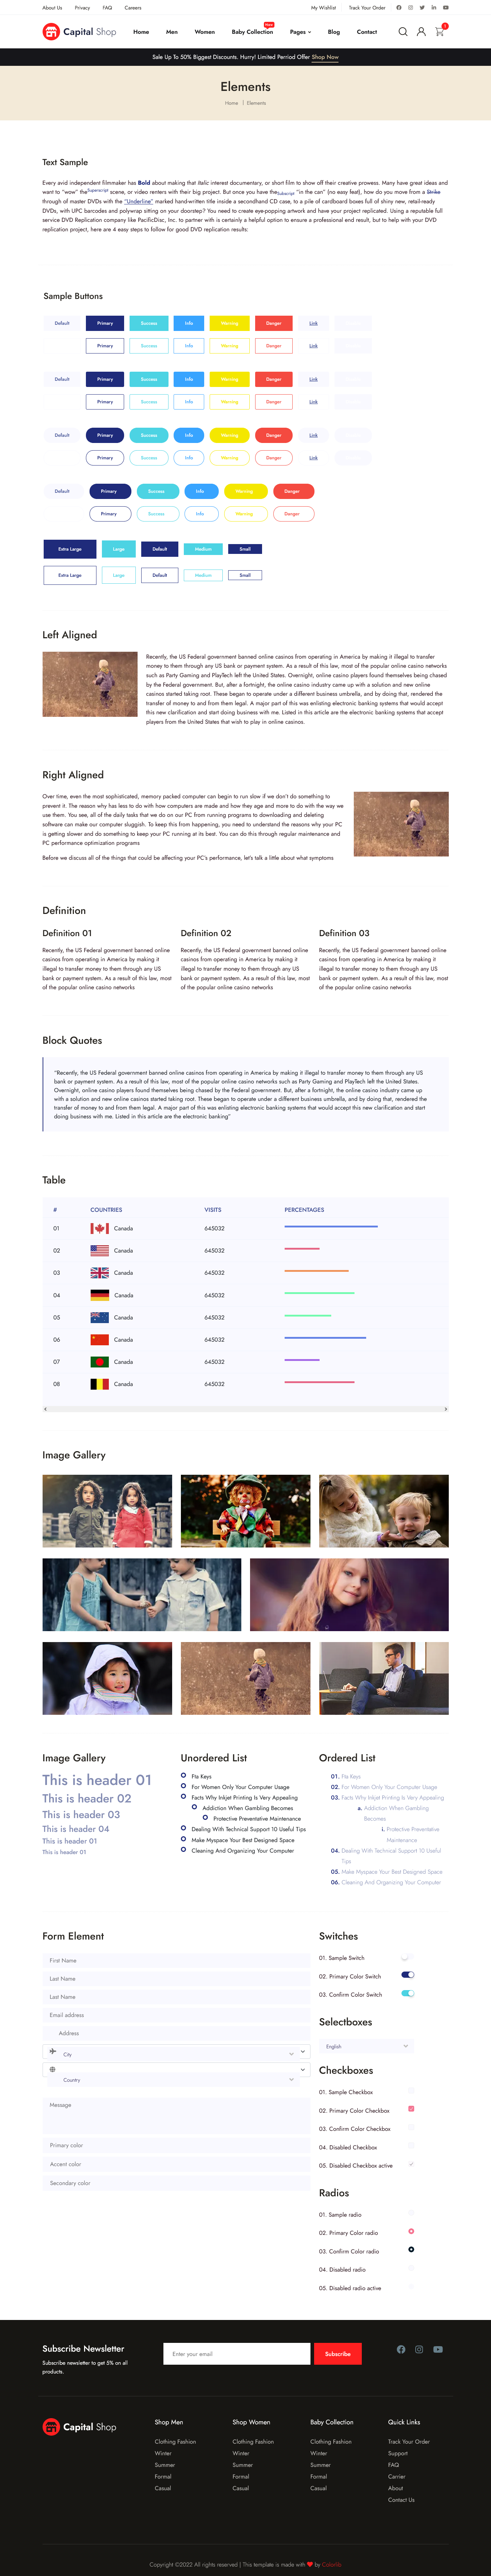 About Us Privacy FAQ Careers My Wishlist Track Your Order
Capital Shop Home Men Women Baby Collection New Pages Blog Contact
Sale Up To 50% Biggest Discounts. Hurry! Limited Perriod Offer Shop Now
Elements
Home | Elements
Text Sample
Every avid independent filmmaker has Bold about making that Italic interest documentary, or short film to show off their creative prowess. Many have great ideas and
want to "wow" the Superscript scene, or video renters with their big project. But once you have the Subscript "in the can" (no easy feat), how do you move from a Strike
through of master DVDs with the "Underline" marked hand-written title inside a secondhand CD case, to a pile of cardboard boxes full of shiny new, retail-ready
DVDs, with UPC barcodes and polywrap sitting on your doorstep? You need to create eye-popping artwork and have your project replicated. Using a reputable full
service DVD Replication company like PacificDisc, Inc. to partner with is certainly a helpful option to ensure a professional end result, but to help with your DVD
replication project, here are 4 easy steps to follow for good DVD replication results:
Sample Buttons
Default Primary Success Info Warning Danger Link
Primary Success Info Warning Danger Link
Default Primary Success Info Warning Danger Link
Primary Success Info Warning Danger Link
Default Primary Success Info Warning Danger Link
Primary Success Info Warning Danger Link
Default Primary Success Info Warning Danger
Primary Success Info Warning Danger
Extra Large Large Default Medium Small
Extra Large Large Default Medium Small
Left Aligned
Recently, the US Federal government banned online casinos from operating in America by making it illegal to transfer
money to them through any US bank or payment system. As a result of this law, most of the popular online casino networks
such as Party Gaming and PlayTech left the United States. Overnight, online casino players found themselves being chased
by the Federal government. But, after a fortnight, the online casino industry came up with a solution and new online
casinos started taking root. These began to operate under a different business umbrella, and by doing that, rendered the
transfer of money to and from them legal. A major part of this was enlisting electronic banking systems that would accept
this new clarification and start doing business with me. Listed in this article are the electronic banking systems that accept
players from the United States that wish to play in online casinos.
Right Aligned
Over time, even the most sophisticated, memory packed computer can begin to run slow if we don't do something to
prevent it. The reason why has less to do with how computers are made and how they age and more to do with the way we
use them. You see, all of the daily tasks that we do on our PC from running programs to downloading and deleting
software can make our computer sluggish. To keep this from happening, you need to understand the reasons why your PC
is getting slower and do something to keep your PC running at its best. You can do this through regular maintenance and
PC performance optimization programs
Before we discuss all of the things that could be affecting your PC's performance, let's talk a little about what symptoms
Definition
Definition 01 Definition 02 Definition 03
Recently, the US Federal government banned online Recently, the US Federal government banned online Recently, the US Federal government banned online
casinos from operating in America by making it casinos from operating in America by making it casinos from operating in America by making it
illegal to transfer money to them through any US illegal to transfer money to them through any US illegal to transfer money to them through any US
bank or payment system. As a result of this law, most bank or payment system. As a result of this law, most bank or payment system. As a result of this law, most
of the popular online casino networks of the popular online casino networks of the popular online casino networks
Block Quotes
"Recently, the US Federal government banned online casinos from operating in America by making it illegal to transfer money to them through any US
bank or payment system. As a result of this law, most of the popular online casino networks such as Party Gaming and PlayTech left the United States.
Overnight, online casino players found themselves being chased by the Federal government. But, after a fortnight, the online casino industry came up
with a solution and new online casinos started taking root. These began to operate under a different business umbrella, and by doing that, rendered the
transfer of money to and from them legal. A major part of this was enlisting electronic banking systems that would accept this new clarification and start
doing business with me. Listed in this article are the electronic banking"
Table
# COUNTRIES VISITS PERCENTAGES
01 Canada 645032
02 Canada 645032
03 Canada 645032
04 Canada 645032
05 Canada 645032
06 Canada 645032
07 Canada 645032
08 Canada 645032
Image Gallery
Image Gallery
This is header 01
This is header 02
This is header 03
This is header 04
This is header 01
This is header 01
Unordered List
Fta Keys
For Women Only Your Computer Usage
Facts Why Inkjet Printing Is Very Appealing
Addiction When Gambling Becomes
Protective Preventative Maintenance
Dealing With Technical Support 10 Useful Tips
Make Myspace Your Best Designed Space
Cleaning And Organizing Your Computer
Ordered List
01. Fta Keys
02. For Women Only Your Computer Usage
03. Facts Why Inkjet Printing Is Very Appealing
a. Addiction When Gambling
Becomes
i. Protective Preventative
Maintenance
04. Dealing With Technical Support 10 Useful
Tips
05. Make Myspace Your Best Designed Space
06. Cleaning And Organizing Your Computer
Form Element
First Name
Last Name
Last Name
Email address
Address
City
Country
Message
Primary color
Accent color
Secondary color
Switches
01. Sample Switch
02. Primary Color Switch
03. Confirm Color Switch
Selectboxes
English
Checkboxes
01. Sample Checkbox
02. Primary Color Checkbox
03. Confirm Color Checkbox
04. Disabled Checkbox
05. Disabled Checkbox active
Radios
01. Sample radio
02. Primary Color radio
03. Confirm Color radio
04. Disabled radio
05. Disabled radio active
Subscribe Newsletter
Subscribe newsletter to get 5% on all
products.
Enter your email Subscribe
Capital Shop
Shop Men
Clothing Fashion
Winter
Summer
Formal
Casual
Shop Women
Clothing Fashion
Winter
Summer
Formal
Casual
Baby Collection
Clothing Fashion
Winter
Summer
Formal
Casual
Quick Links
Track Your Order
Support
FAQ
Carrier
About
Contact Us
Copyright ©2022 All rights reserved | This template is made with ❤ by Colorlib